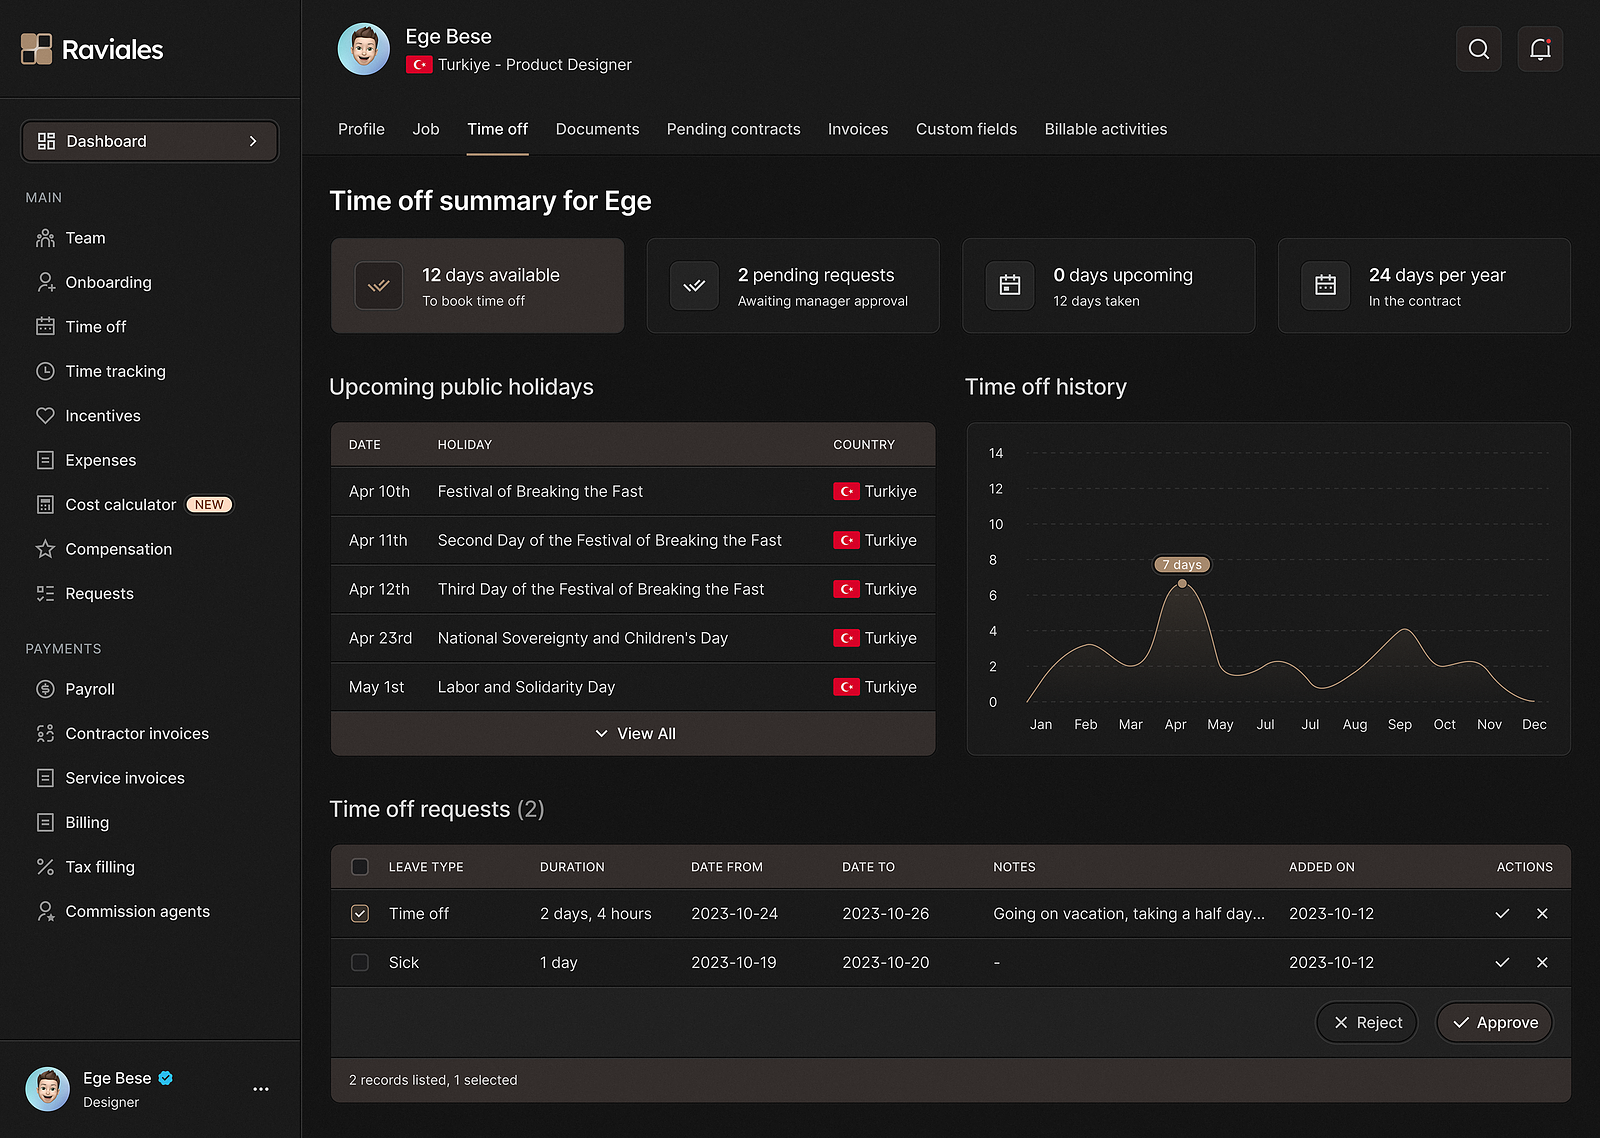 Raviales
Dashboard
MAIN
Team
Onboarding
Time off
Time tracking
Incentives
Expenses
Cost calculator NEW
Compensation
Requests
PAYMENTS
Payroll
Contractor invoices
Service invoices
Billing
Tax filling
Commission agents
Ege Bese
Designer
Ege Bese
Turkiye - Product Designer
Profile Job Time off Documents Pending contracts Invoices Custom fields Billable activities
Time off summary for Ege
12 days available
To book time off
2 pending requests
Awaiting manager approval
0 days upcoming
12 days taken
24 days per year
In the contract
Upcoming public holidays
DATE HOLIDAY COUNTRY
Apr 10th Festival of Breaking the Fast Turkiye
Apr 11th Second Day of the Festival of Breaking the Fast Turkiye
Apr 12th Third Day of the Festival of Breaking the Fast Turkiye
Apr 23rd National Sovereignty and Children's Day Turkiye
May 1st Labor and Solidarity Day Turkiye
View All
Time off history
14
12
10
8
7 days
6
4
2
0
Jan Feb Mar Apr May Jul Jul Aug Sep Oct Nov Dec
Time off requests (2)
LEAVE TYPE DURATION DATE FROM DATE TO NOTES ADDED ON ACTIONS
Time off 2 days, 4 hours 2023-10-24 2023-10-26 Going on vacation, taking a half day... 2023-10-12
Sick 1 day 2023-10-19 2023-10-20 - 2023-10-12
Reject Approve
2 records listed, 1 selected